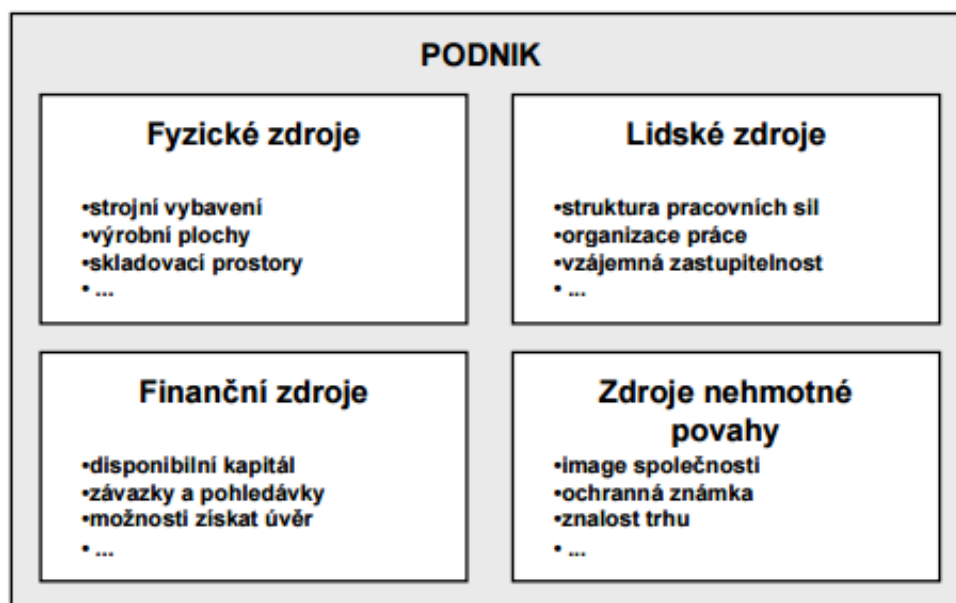 PODNIK
Fyzické zdroje
•strojní vybavení
•výrobní plochy
•skladovací prostory
• ...
Lidské zdroje
•struktura pracovních sil
•organizace práce
•vzájemná zastupitelnost
• ...
Finanční zdroje
•disponibilní kapitál
•závazky a pohledávky
•možnosti získat úvěr
• ...
Zdroje nehmotné
povahy
•image společnosti
•ochranná známka
•znalost trhu
• ...